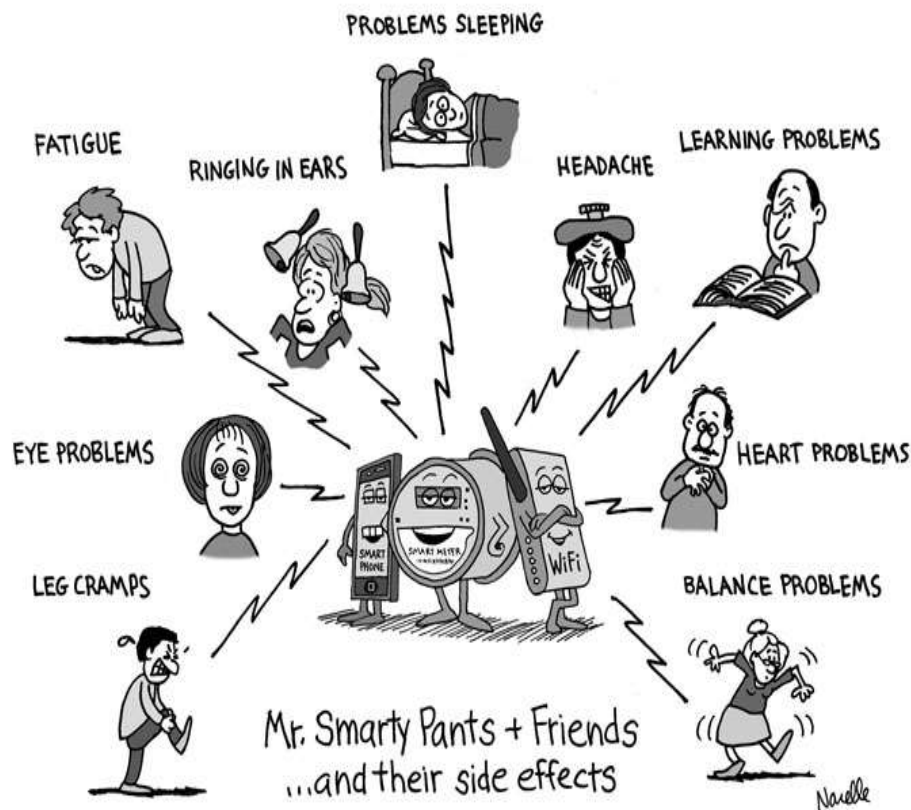 PROBLEMS SLEEPING
FATIGUE
RINGING IN EARS
HEADACHE
LEARNING PROBLEMS
EYE PROBLEMS
HEART PROBLEMS
SMART
PHONE
SMART METER
WiFi
LEG CRAMPS
BALANCE PROBLEMS
Mr. Smarty Pants + Friends
...and their side effects
Narelle